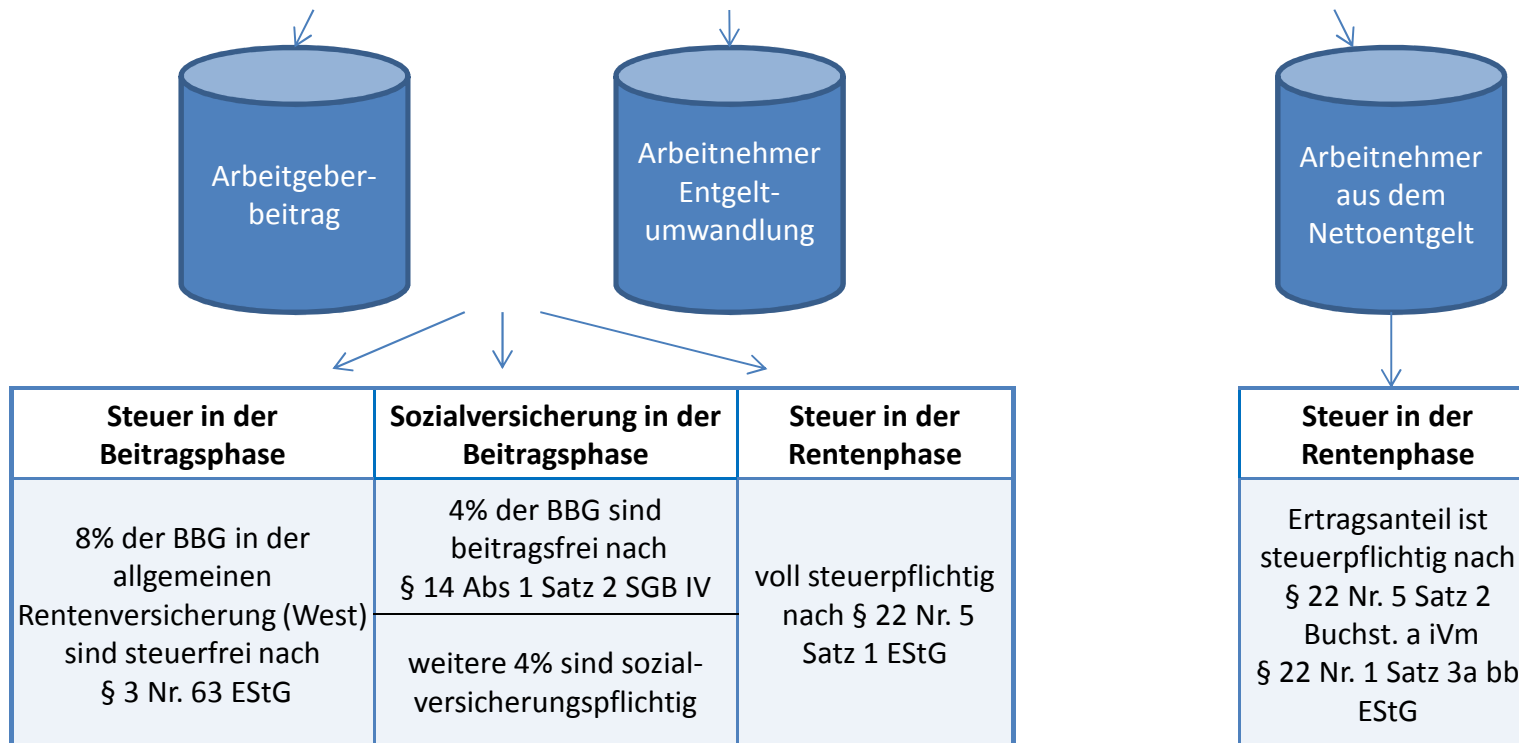 Arbeitgeber-
beitrag
Arbeitnehmer
Entgelt-
umwandlung
Arbeitnehmer
aus dem
Nettoentgelt
Steuer in der
Beitragsphase
Sozialversicherung in der
Beitragsphase
Steuer in der
Rentenphase
8% der BBG in der
allgemeinen
Rentenversicherung (West)
sind steuerfrei nach
§ 3 Nr. 63 EStG
4% der BBG sind
beitragsfrei nach
§ 14 Abs 1 Satz 2 SGB IV
weitere 4% sind sozial-
versicherungspflichtig
voll steuerpflichtig
nach § 22 Nr. 5
Satz 1 EStG
Steuer in der
Rentenphase
Ertragsanteil ist
steuerpflichtig nach
§ 22 Nr. 5 Satz 2
Buchst. a iVm
§ 22 Nr. 1 Satz 3a bb
EStG